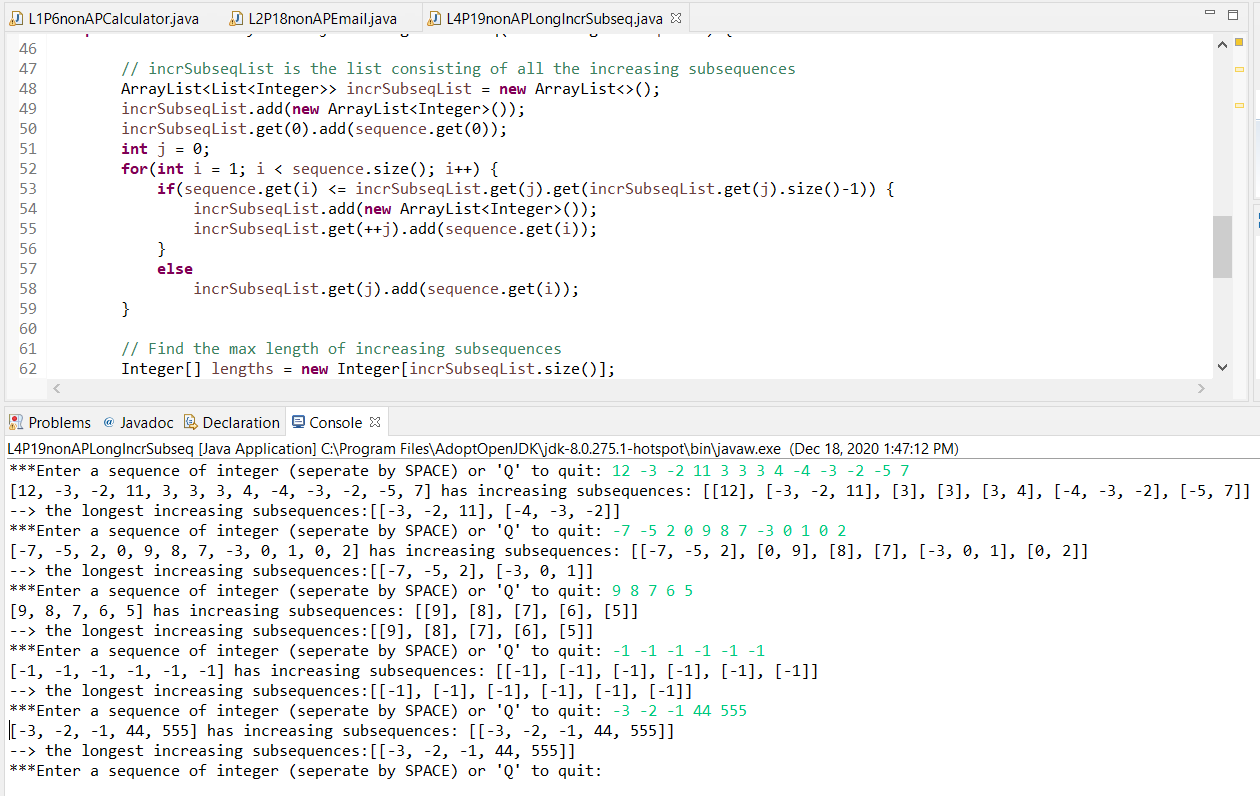 L1P6nonAPCalculator.java L2P18nonAPEmail.java L4P19nonAPLongIncrSubseq.java
46
47 // incrSubseqList is the list consisting of all the increasing subsequences
48 ArrayList<List<Integer>> incrSubseqList = new ArrayList<>();
49 incrSubseqList.add(new ArrayList<Integer>());
50 incrSubseqList.get(0).add(sequence.get(0));
51 int j = 0;
52 for(int i = 1; i < sequence.size(); i++) {
53 if(sequence.get(i) <= incrSubseqList.get(j).get(incrSubseqList.get(j).size()-1)) {
54 incrSubseqList.add(new ArrayList<Integer>());
55 incrSubseqList.get(++j).add(sequence.get(i));
56 }
57 else
58 incrSubseqList.get(j).add(sequence.get(i));
59 }
60
61 // Find the max length of increasing subsequences
62 Integer[] lengths = new Integer[incrSubseqList.size()];
Problems @ Javadoc Declaration Console
L4P19nonAPLongIncrSubseq [Java Application] C:\Program Files\AdoptOpenJDK\jdk-8.0.275.1-hotspot\bin\javaw.exe (Dec 18, 2020 1:47:12 PM)
***Enter a sequence of integer (seperate by SPACE) or 'Q' to quit: 12 -3 -2 11 3 3 3 4 -4 -3 -2 -5 7
[12, -3, -2, 11, 3, 3, 3, 4, -4, -3, -2, -5, 7] has increasing subsequences: [[12], [-3, -2, 11], [3], [3], [3, 4], [-4, -3, -2], [-5, 7]]
--> the longest increasing subsequences:[[-3, -2, 11], [-4, -3, -2]]
***Enter a sequence of integer (seperate by SPACE) or 'Q' to quit: -7 -5 2 0 9 8 7 -3 0 1 0 2
[-7, -5, 2, 0, 9, 8, 7, -3, 0, 1, 0, 2] has increasing subsequences: [[-7, -5, 2], [0, 9], [8], [7], [-3, 0, 1], [0, 2]]
--> the longest increasing subsequences:[[-7, -5, 2], [-3, 0, 1]]
***Enter a sequence of integer (seperate by SPACE) or 'Q' to quit: 9 8 7 6 5
[9, 8, 7, 6, 5] has increasing subsequences: [[9], [8], [7], [6], [5]]
--> the longest increasing subsequences:[[9], [8], [7], [6], [5]]
***Enter a sequence of integer (seperate by SPACE) or 'Q' to quit: -1 -1 -1 -1 -1 -1
[-1, -1, -1, -1, -1, -1] has increasing subsequences: [[-1], [-1], [-1], [-1], [-1], [-1]]
--> the longest increasing subsequences:[[-1], [-1], [-1], [-1], [-1], [-1]]
***Enter a sequence of integer (seperate by SPACE) or 'Q' to quit: -3 -2 -1 44 555
[-3, -2, -1, 44, 555] has increasing subsequences: [[-3, -2, -1, 44, 555]]
--> the longest increasing subsequences:[[-3, -2, -1, 44, 555]]
***Enter a sequence of integer (seperate by SPACE) or 'Q' to quit: